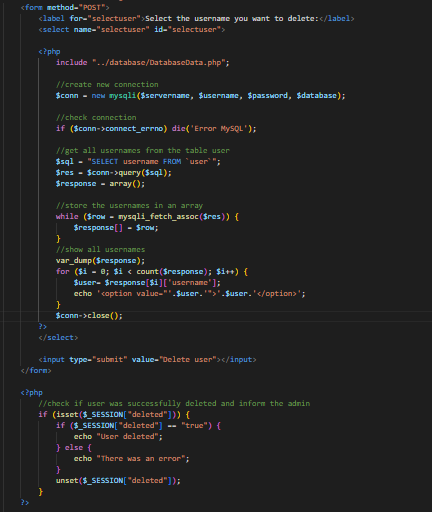 <form method="POST">
<label for="selectuser">Select the username you want to delete:</label>
<select name="selectuser" id="selectuser">
<?php
include "../database/DatabaseData.php";
//create new connection
$conn = new mysqli($servername, $username, $password, $database);
//check connection
if ($conn->connect_errno) die('Error MySQL');
//get all usernames from the table user
$sql = "SELECT username FROM `user`";
$res = $conn->query($sql);
$response = array();
//store the usernames in an array
while ($row = mysqli_fetch_assoc($res)) {
$response[] = $row;
}
//show all usernames
var_dump($response);
for ($i = 0; $i < count($response); $i++) {
$user= $response[$i]['username'];
echo '<option value="'.$user.'">'.$user.'</option>';
}
$conn->close();
?>
</select>
<input type="submit" value="Delete user"></input>
</form>
<?php
//check if user was successfully deleted and inform the admin
if (isset($_SESSION["deleted"])) {
if ($_SESSION["deleted"] == "true") {
echo "User deleted";
} else {
echo "There was an error";
}
unset($_SESSION["deleted"]);
}
?>